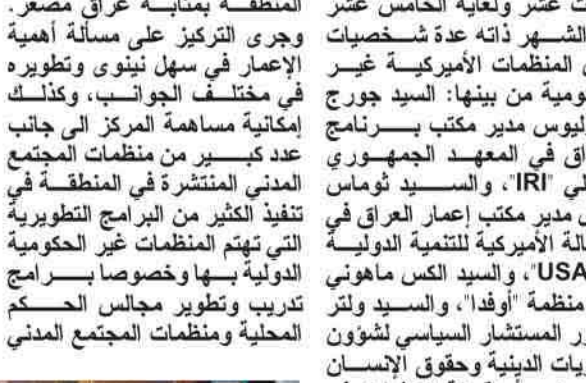 عشر ولغاية الخامس عشر
الشهر ذاته عدة شخصيات
المنظمات الأميركية غير
من بينها: السيد جورج
مدير مكتب برنامج
في المعهد الجمهوري
"IRI"، والسيد ثوماس
مدير مكتب إعمار العراق في
الأميركية للتنمية الدولية
والسيد الكس ماهوني
منظمة "أوفدا"، والسيد ولتر
المستشار السياسي لشؤون
الدينية وحقوق الإنسان
المنطقة بمثابة عراق مصغر.
وجرى التركيز على مسألة أهمية
الإعمار في سهل نينوى وتطويره
في مختلف الجوانب، وكذلك
إمكانية مساهمة المركز الى جانب
عدد كبير من منظمات المجتمع
المدني المنتشرة في المنطقة في
تنفيذ الكثير من البرامج التطويرية
التي تهتم المنظمات غير الحكومية
الدولية بها وخصوصا برامج
تدريب وتطوير مجالس الحكم
المحلية ومنظمات المجتمع المدني